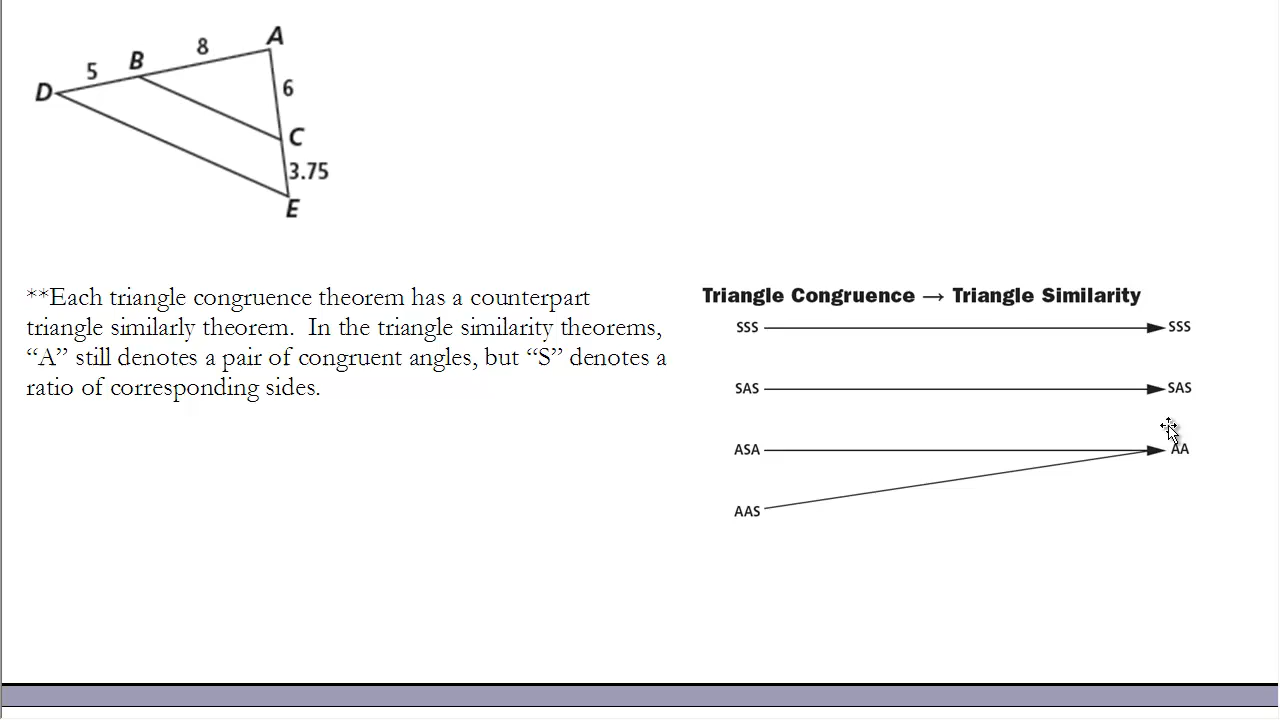 A
8
B
5
D
6
C
3.75
E
**Each triangle congruence theorem has a counterpart
triangle similarly theorem. In the triangle similarity theorems,
“A” still denotes a pair of congruent angles, but “S” denotes a
ratio of corresponding sides.
Triangle Congruence → Triangle Similarity
SSS SSS
SAS SAS
ASA AA
AAS